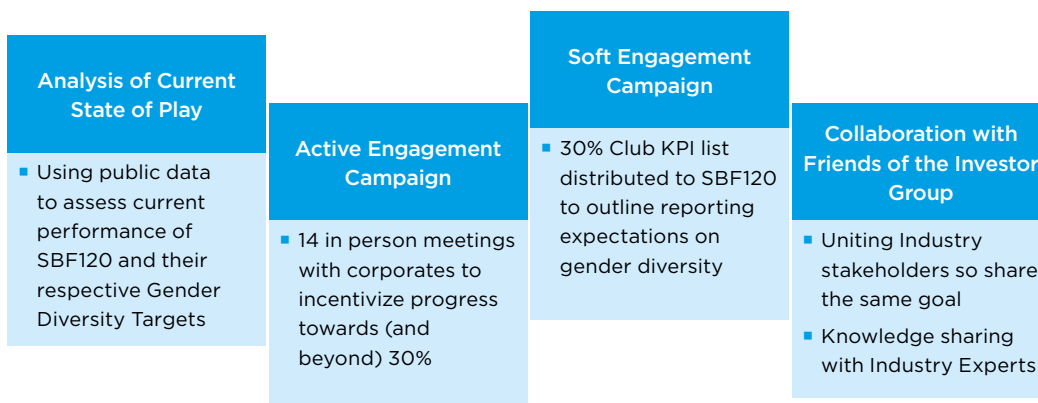 Analysis of Current
State of Play
▪ Using public data
to assess current
performance of
SBF120 and their
respective Gender
Diversity Targets
Active Engagement
Campaign
▪ 14 in person meetings
with corporates to
incentivize progress
towards (and
beyond) 30%
Soft Engagement
Campaign
▪ 30% Club KPI list
distributed to SBF120
to outline reporting
expectations on
gender diversity
Collaboration with
Friends of the Investor
Group
▪ Uniting Industry
stakeholders so share
the same goal
▪ Knowledge sharing
with Industry Experts